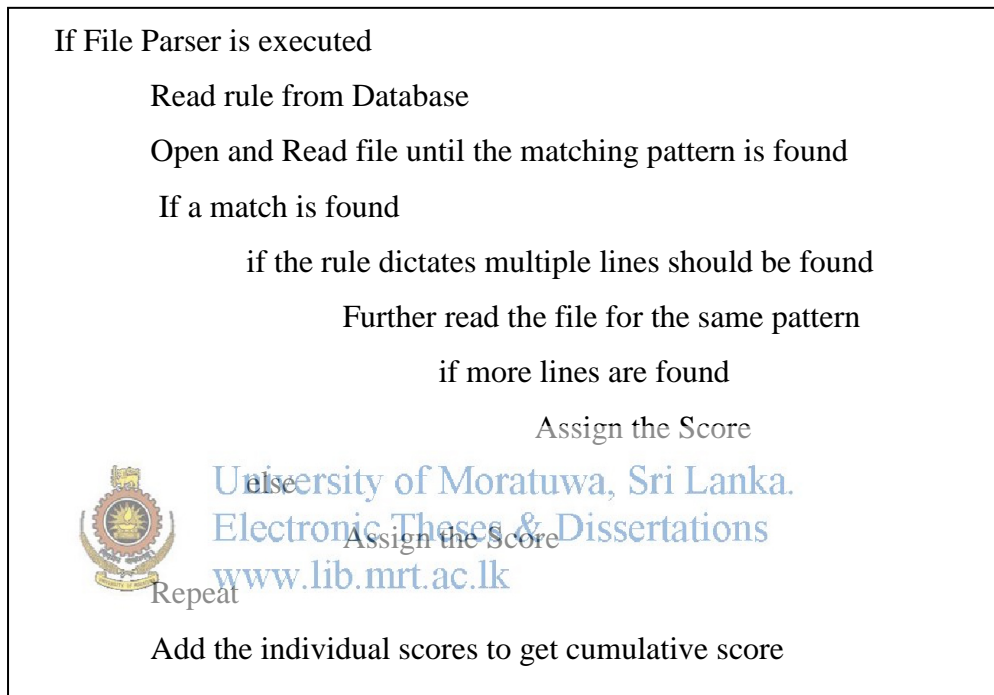 If File Parser is executed
Read rule from Database
Open and Read file until the matching pattern is found
If a match is found
if the rule dictates multiple lines should be found
Further read the file for the same pattern
if more lines are found
Assign the Score
University of Moratuwa, Sri Lanka.
else
Electronic Theses & Dissertations
Assign the Score
www.lib.mrt.ac.lk
Repeat
Add the individual scores to get cumulative score